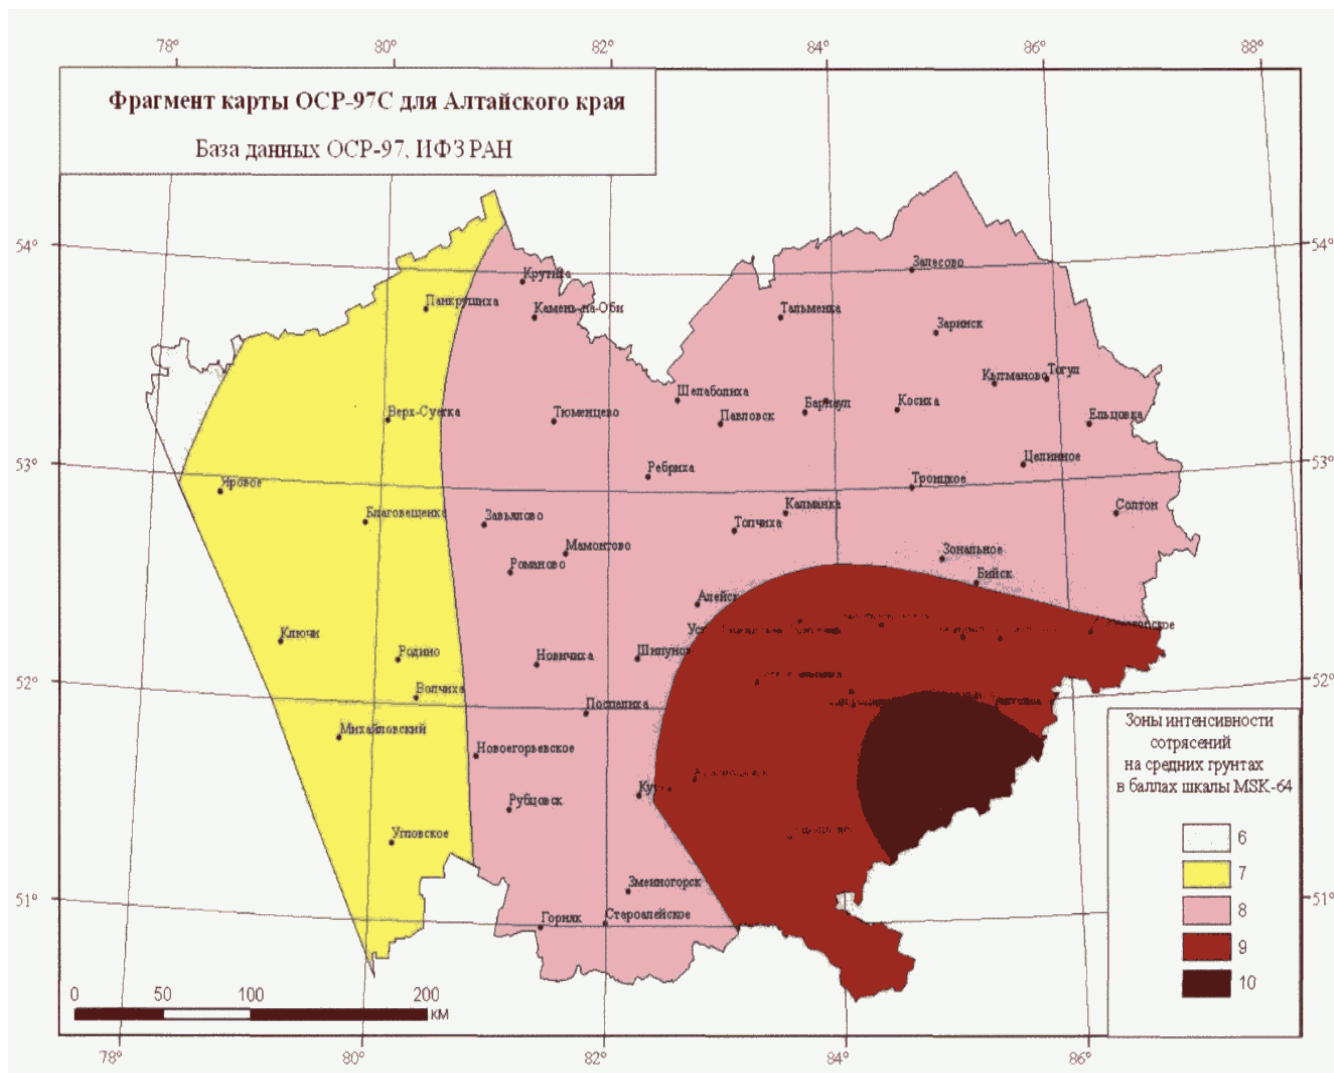 78° 80° 82° 84° 86° 88°
Фрагмент карты ОСР-97С для Алтайского края
База данных ОСР-97, ИФЗ РАН
54° 54°
Залесово
Крутиха
Панкрушиха
Камень-на-Оби
Тальменка
Заринск
Кытманово
Тогул
Шелаболиха
Верх-Суетка
Тюменцево
Павловск
Барнаул
Косиха
Ельцовка
53° 53°
Ребриха
Целинное
Яровое
Троицкое
Благовещенка
Завьялово
Топчиха
Калманка
Солтон
Мамонтово
Романово
Зональное
Бийск
Алейск
Ключи
Родино
Новичиха
Шипунов
52° 52°
Волчиха
Поспелиха
Михайловский
Новоегорьевское
Рубцовск
Угловское
Змеиногорск
51° 51°
Горняк
Староалейское
Зоны интенсивности
сотрясений
на средних грунтах
в баллах шкалы MSK-64
6
7
8
9
10
0 50 100 200
КМ
78° 80° 82° 84° 86°